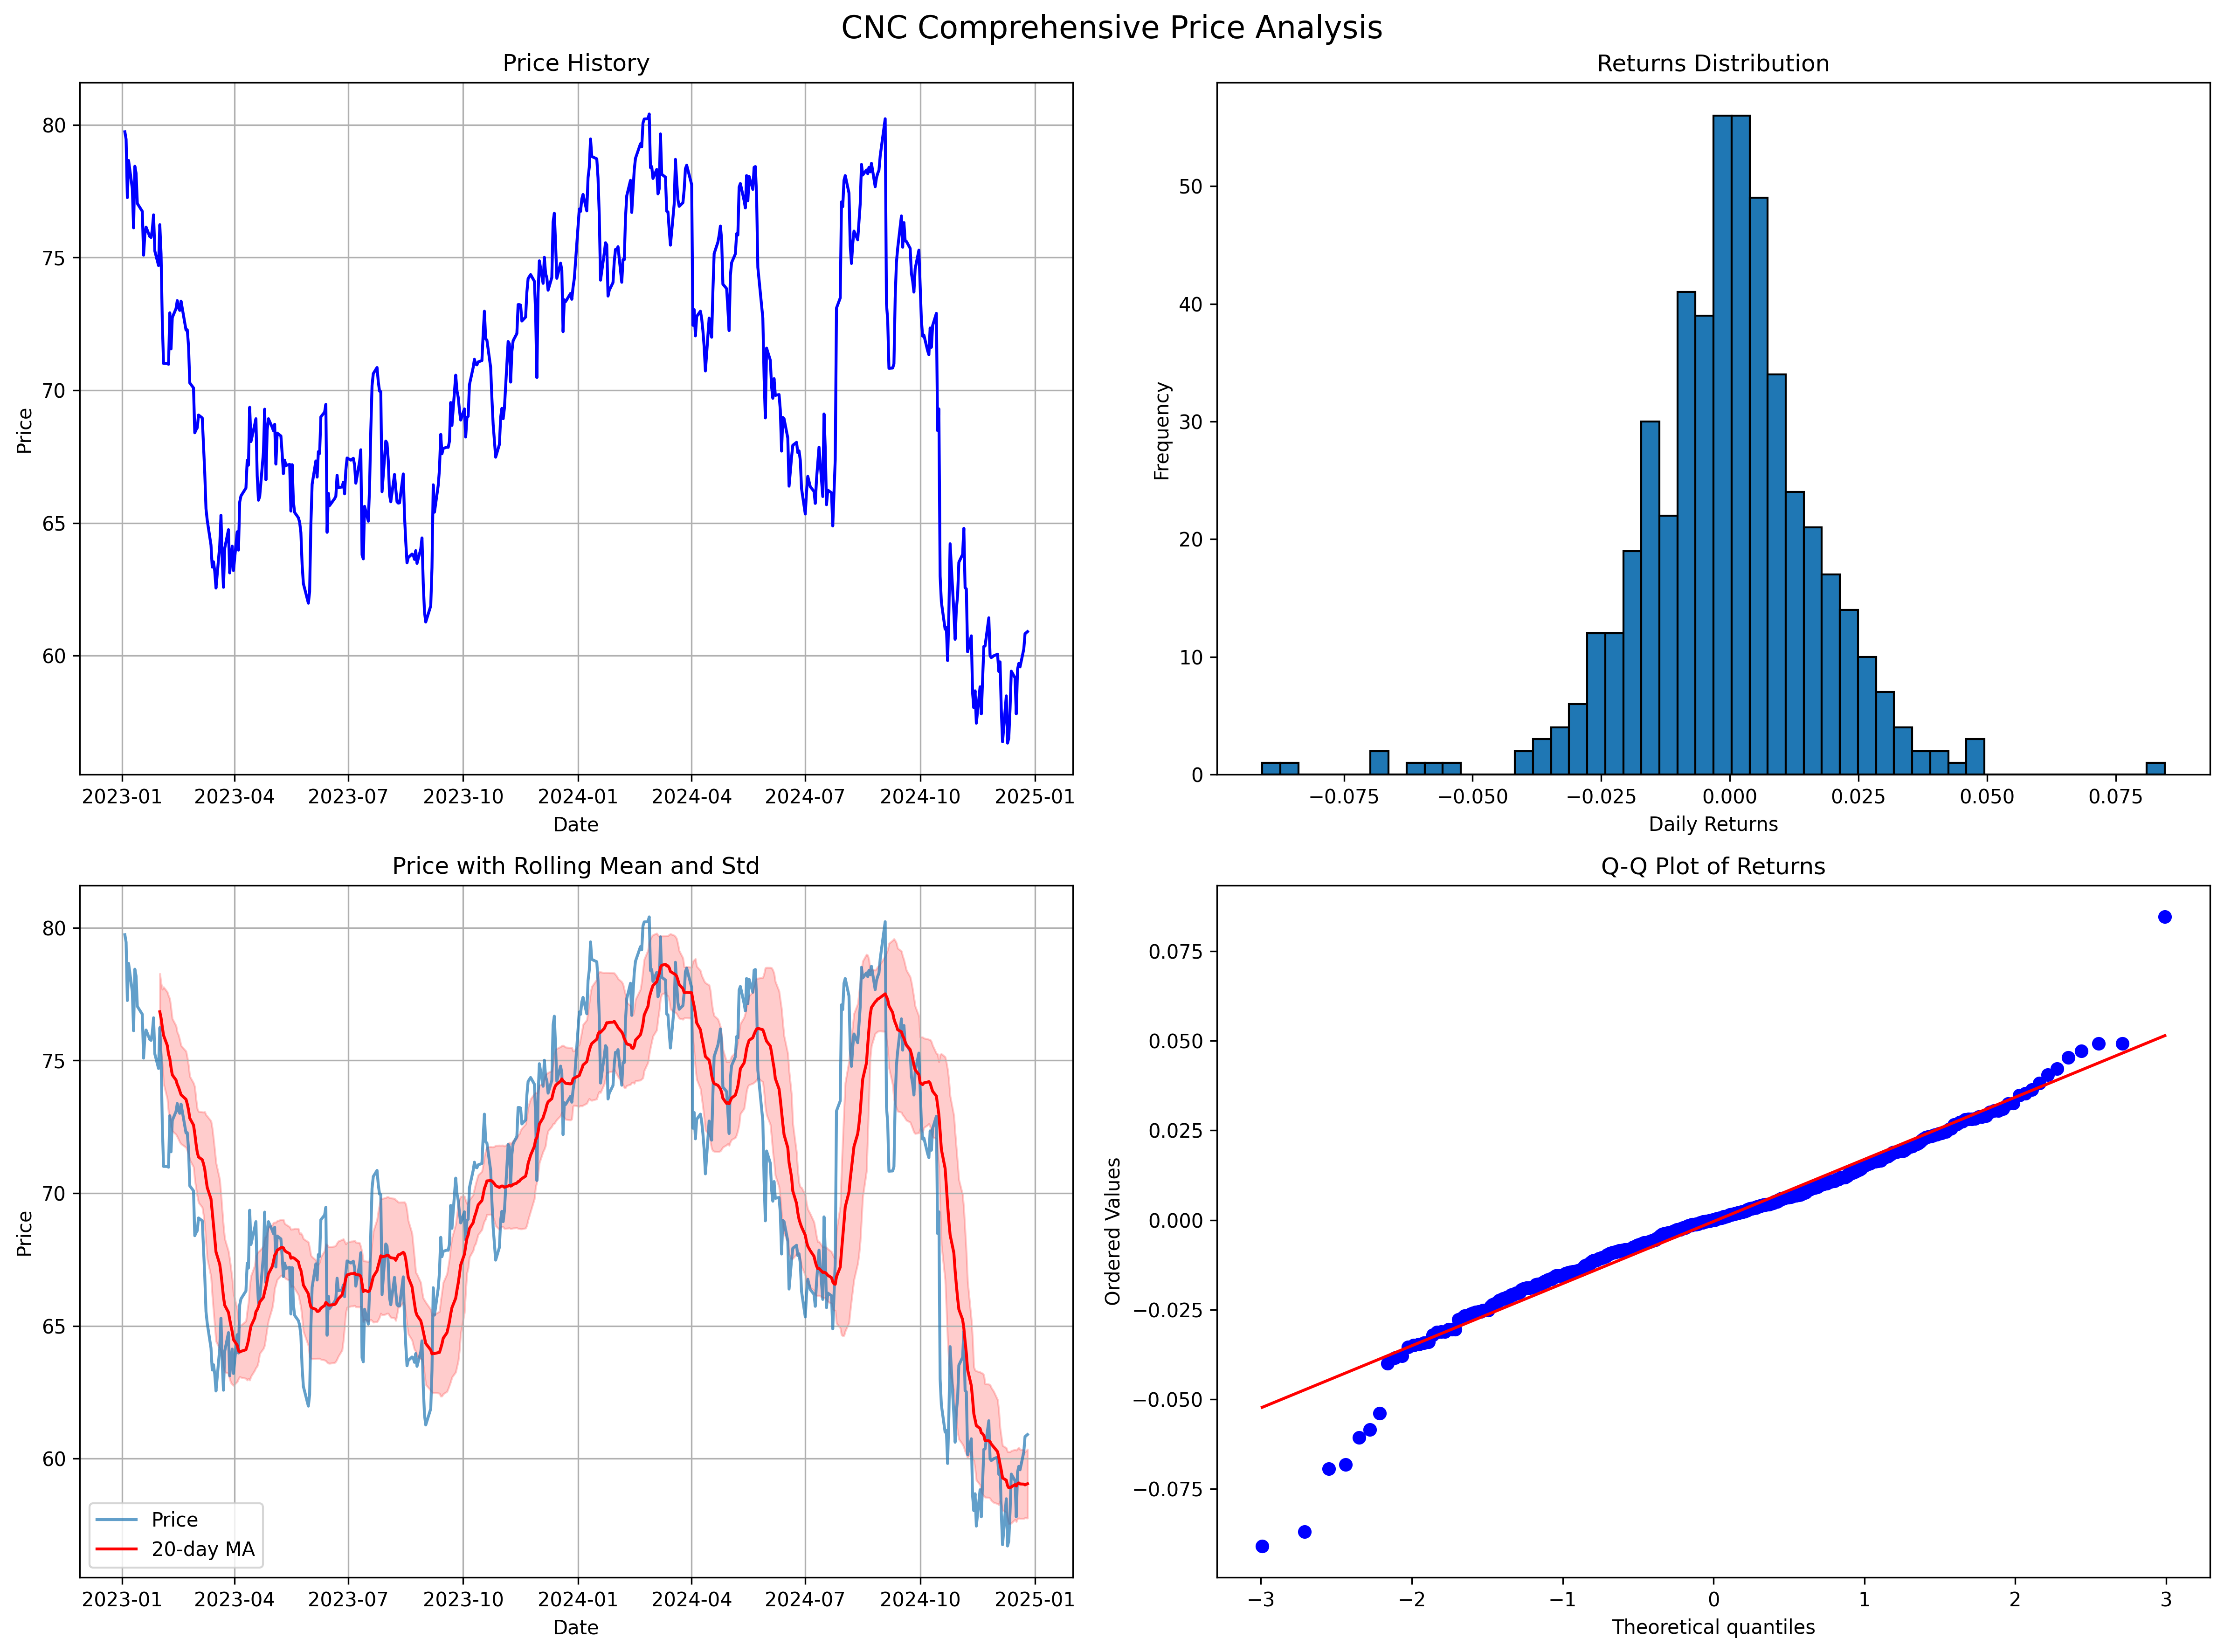 CNC Comprehensive Price Analysis
Price History
80
75
70
65
60
Price
2023-01 2023-04 2023-07 2023-10 2024-01 2024-04 2024-07 2024-10 2025-01
Date
Returns Distribution
50
40
30
20
10
0
Frequency
−0.075 −0.050 −0.025 0.000 0.025 0.050 0.075
Daily Returns
Price with Rolling Mean and Std
80
75
70
65
60
Price
Price
20-day MA
2023-01 2023-04 2023-07 2023-10 2024-01 2024-04 2024-07 2024-10 2025-01
Date
Q-Q Plot of Returns
0.075
0.050
0.025
0.000
−0.025
−0.050
−0.075
Ordered Values
−3 −2 −1 0 1 2 3
Theoretical quantiles